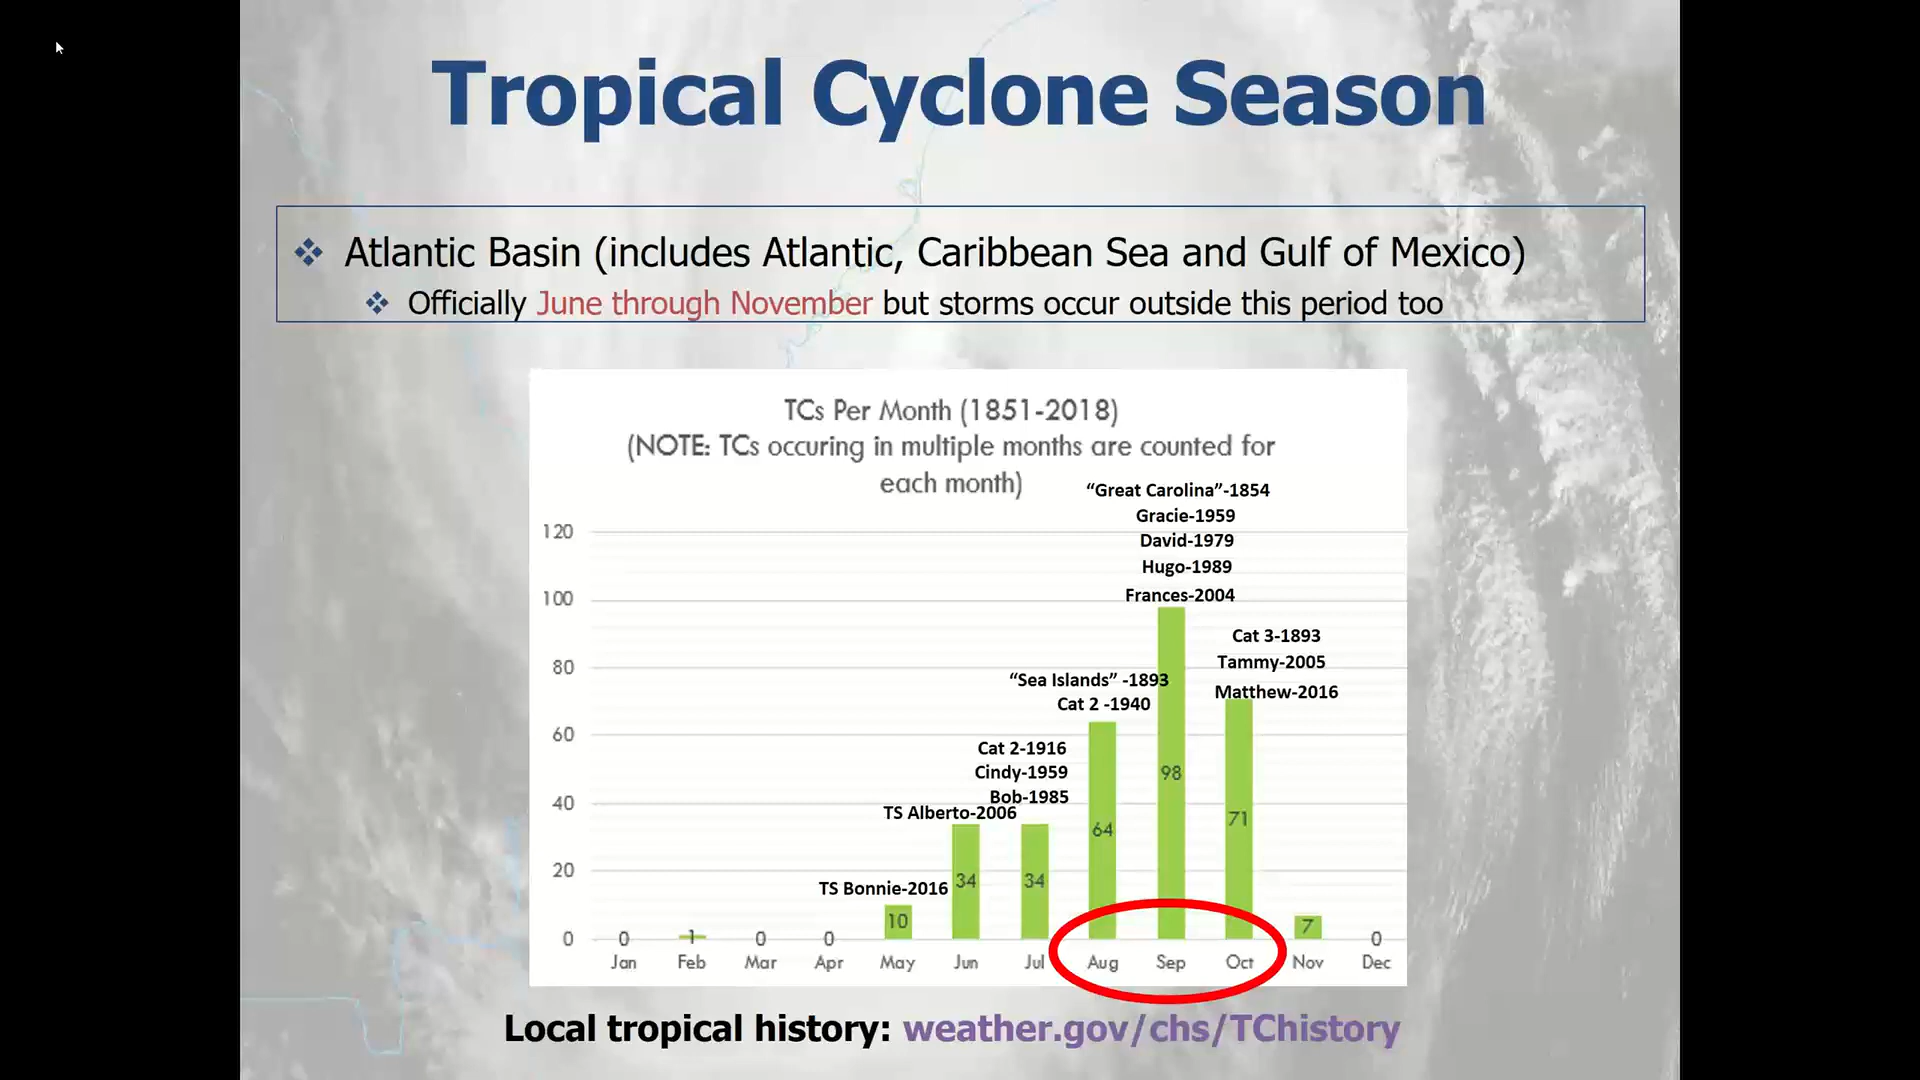 Tropical Cyclone Season
Atlantic Basin (includes Atlantic, Caribbean Sea and Gulf of Mexico)
Officially June through November but storms occur outside this period too
TCs Per Month (1851-2018)
(NOTE: TCs occuring in multiple months are counted for
each month)
“Great Carolina”-1854
Gracie-1959
David-1979
Hugo-1989
Frances-2004
Cat 3-1893
Tammy-2005
Matthew-2016
“Sea Islands” -1893
Cat 2 -1940
Cat 2-1916
Cindy-1959
Bob-1985
TS Alberto-2006
TS Bonnie-2016
120
100
80
60
40
20
0
0 1 0 0 10 34 34 64 98 71 7 0
Jan Feb Mar Apr May Jun Jul Aug Sep Oct Nov Dec
Local tropical history: weather.gov/chs/TChistory